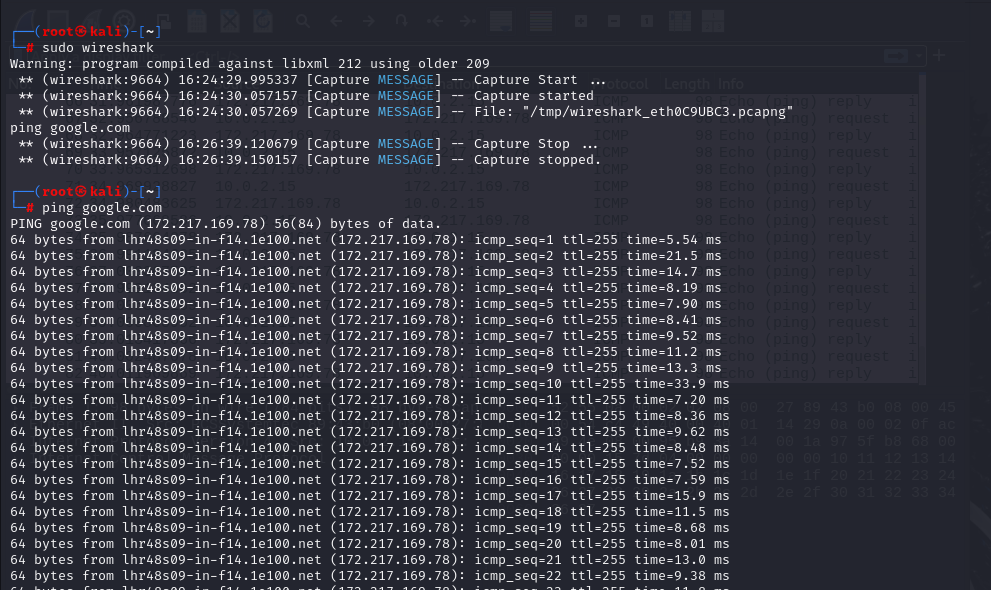 ┌──(root㉿kali)-[~]
└─# sudo wireshark
Warning: program compiled against libxml 212 using older 209
 ** (wireshark:9664) 16:24:29.995337 [Capture MESSAGE] -- Capture Start ...
 ** (wireshark:9664) 16:24:30.057157 [Capture MESSAGE] -- Capture started
 ** (wireshark:9664) 16:24:30.057269 [Capture MESSAGE] -- File: "/tmp/wireshark_eth0C9UBC3.pcapng"
ping google.com
 ** (wireshark:9664) 16:26:39.120679 [Capture MESSAGE] -- Capture Stop ...
 ** (wireshark:9664) 16:26:39.150157 [Capture MESSAGE] -- Capture stopped.
┌──(root㉿kali)-[~]
└─# ping google.com
PING google.com (172.217.169.78) 56(84) bytes of data.
64 bytes from lhr48s09-in-f14.1e100.net (172.217.169.78): icmp_seq=1 ttl=255 time=5.54 ms
64 bytes from lhr48s09-in-f14.1e100.net (172.217.169.78): icmp_seq=2 ttl=255 time=21.5 ms
64 bytes from lhr48s09-in-f14.1e100.net (172.217.169.78): icmp_seq=3 ttl=255 time=14.7 ms
64 bytes from lhr48s09-in-f14.1e100.net (172.217.169.78): icmp_seq=4 ttl=255 time=8.19 ms
64 bytes from lhr48s09-in-f14.1e100.net (172.217.169.78): icmp_seq=5 ttl=255 time=7.90 ms
64 bytes from lhr48s09-in-f14.1e100.net (172.217.169.78): icmp_seq=6 ttl=255 time=8.41 ms
64 bytes from lhr48s09-in-f14.1e100.net (172.217.169.78): icmp_seq=7 ttl=255 time=9.52 ms
64 bytes from lhr48s09-in-f14.1e100.net (172.217.169.78): icmp_seq=8 ttl=255 time=11.2 ms
64 bytes from lhr48s09-in-f14.1e100.net (172.217.169.78): icmp_seq=9 ttl=255 time=13.3 ms
64 bytes from lhr48s09-in-f14.1e100.net (172.217.169.78): icmp_seq=10 ttl=255 time=33.9 ms
64 bytes from lhr48s09-in-f14.1e100.net (172.217.169.78): icmp_seq=11 ttl=255 time=7.20 ms
64 bytes from lhr48s09-in-f14.1e100.net (172.217.169.78): icmp_seq=12 ttl=255 time=8.36 ms
64 bytes from lhr48s09-in-f14.1e100.net (172.217.169.78): icmp_seq=13 ttl=255 time=9.62 ms
64 bytes from lhr48s09-in-f14.1e100.net (172.217.169.78): icmp_seq=14 ttl=255 time=8.48 ms
64 bytes from lhr48s09-in-f14.1e100.net (172.217.169.78): icmp_seq=15 ttl=255 time=7.52 ms
64 bytes from lhr48s09-in-f14.1e100.net (172.217.169.78): icmp_seq=16 ttl=255 time=7.59 ms
64 bytes from lhr48s09-in-f14.1e100.net (172.217.169.78): icmp_seq=17 ttl=255 time=15.9 ms
64 bytes from lhr48s09-in-f14.1e100.net (172.217.169.78): icmp_seq=18 ttl=255 time=11.5 ms
64 bytes from lhr48s09-in-f14.1e100.net (172.217.169.78): icmp_seq=19 ttl=255 time=8.68 ms
64 bytes from lhr48s09-in-f14.1e100.net (172.217.169.78): icmp_seq=20 ttl=255 time=8.01 ms
64 bytes from lhr48s09-in-f14.1e100.net (172.217.169.78): icmp_seq=21 ttl=255 time=13.0 ms
64 bytes from lhr48s09-in-f14.1e100.net (172.217.169.78): icmp_seq=22 ttl=255 time=9.38 ms